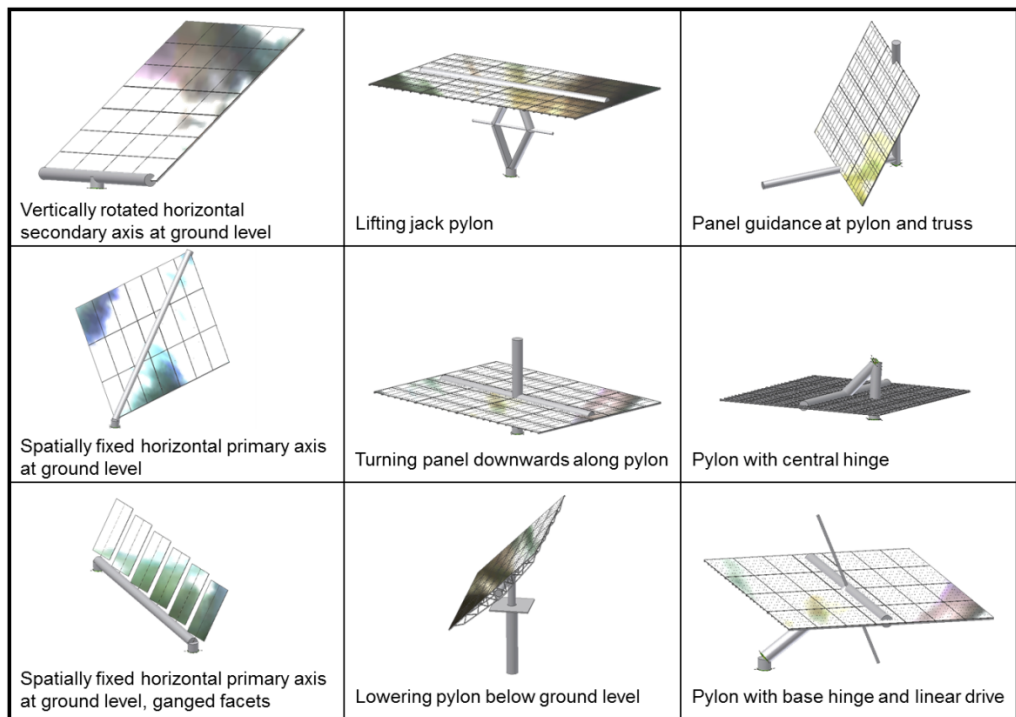 Vertically rotated horizontal
secondary axis at ground level
Lifting jack pylon
Panel guidance at pylon and truss
Spatially fixed horizontal primary axis
at ground level
Turning panel downwards along pylon
Pylon with central hinge
Spatially fixed horizontal primary axis
at ground level, ganged facets
Lowering pylon below ground level
Pylon with base hinge and linear drive